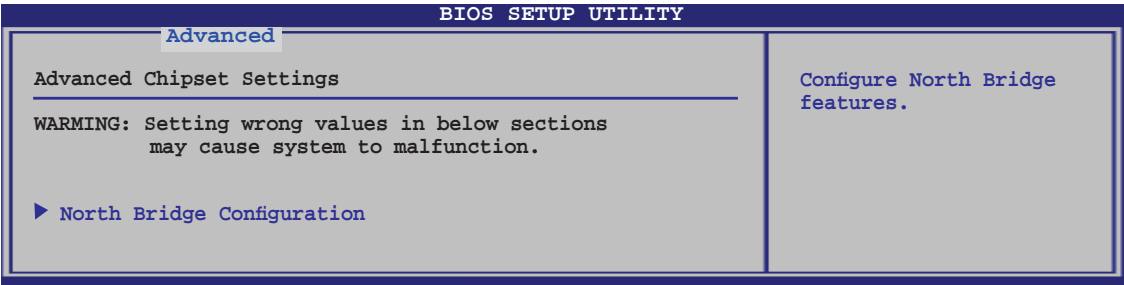 BIOS SETUP UTILITY
Advanced
Advanced Chipset Settings
WARMING: Setting wrong values in below sections
may cause system to malfunction.
North Bridge Configuration
Configure North Bridge
features.